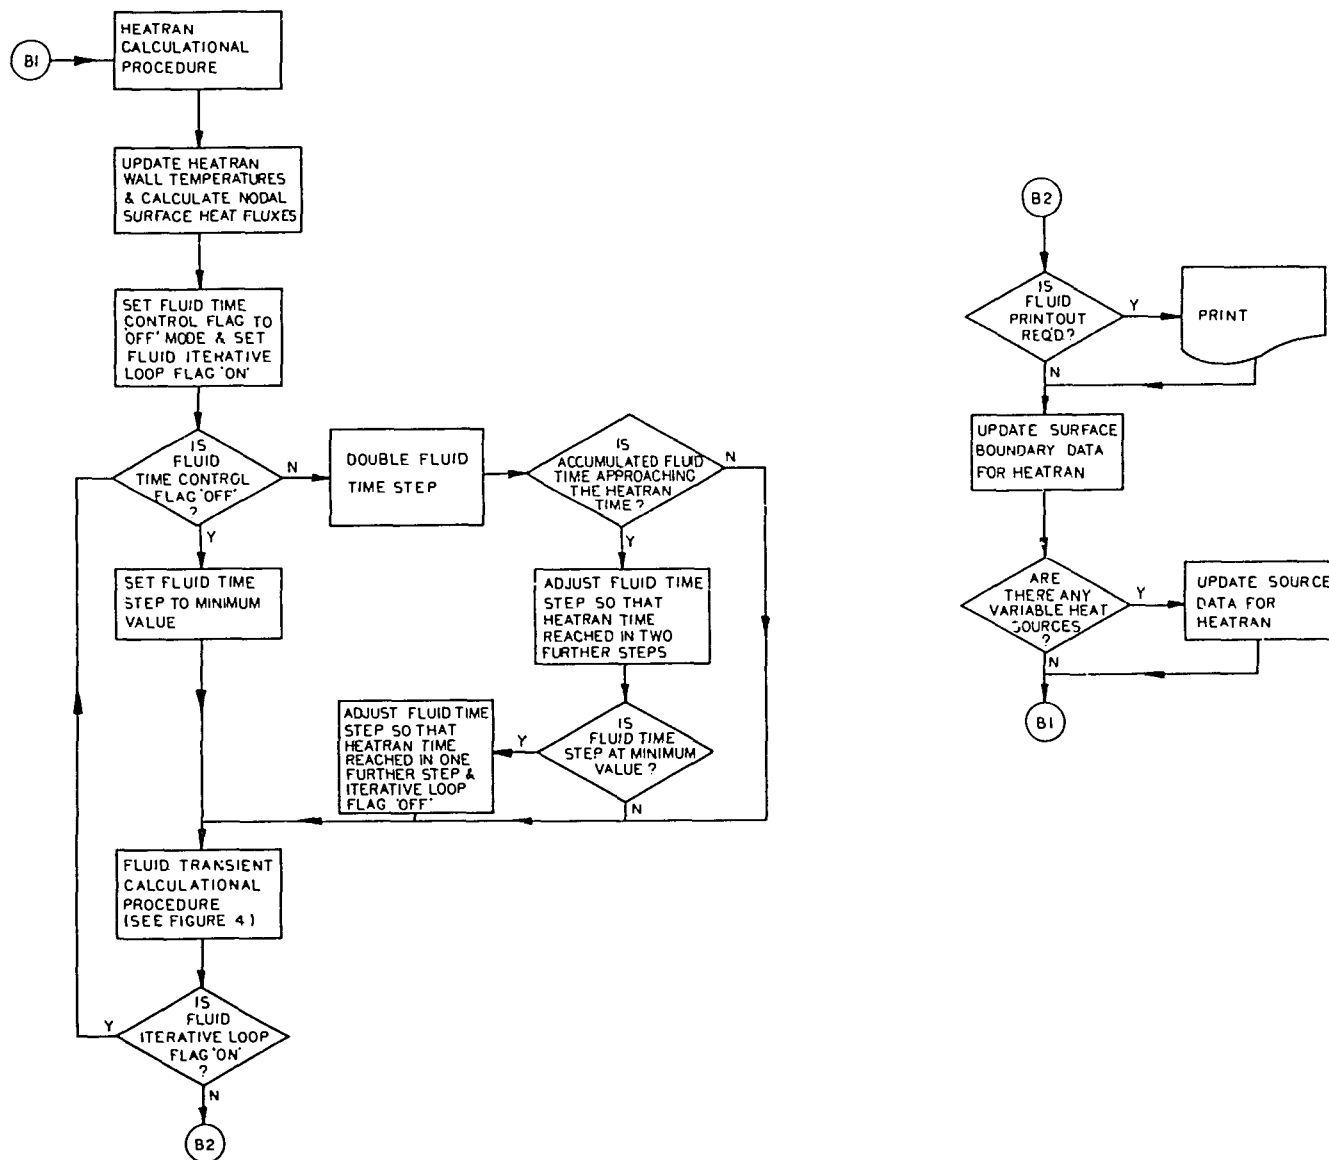 B1
HEATRAN
CALCULATIONAL
PROCEDURE
UPDATE HEATRAN
WALL TEMPERATURES
& CALCULATE NODAL
SURFACE HEAT FLUXES
SET FLUID TIME
CONTROL FLAG TO
'OFF' MODE & SET
FLUID ITERATIVE
LOOP FLAG 'ON'
IS
FLUID
TIME CONTROL
FLAG 'OFF'
?
N
Y
DOUBLE FLUID
TIME STEP
IS
ACCUMULATED FLUID
TIME APPROACHING
THE HEATRAN
TIME ?
N
Y
SET FLUID TIME
STEP TO MINIMUM
VALUE
ADJUST FLUID TIME
STEP SO THAT
HEATRAN TIME
REACHED IN TWO
FURTHER STEPS
IS
FLUID TIME
STEP AT MINIMUM
VALUE ?
Y
N
ADJUST FLUID TIME
STEP SO THAT
HEATRAN TIME
REACHED IN ONE
FURTHER STEP &
ITERATIVE LOOP
FLAG 'OFF'
FLUID TRANSIENT
CALCULATIONAL
PROCEDURE
(SEE FIGURE 4)
IS
FLUID
ITERATIVE LOOP
FLAG 'ON'
?
Y
N
B2
B2
IS
FLUID
PRINTOUT
REQ'D.?
Y
N
PRINT
UPDATE SURFACE
BOUNDARY DATA
FOR HEATRAN
ARE
THERE ANY
VARIABLE HEAT
SOURCES
?
Y
N
UPDATE SOURCE
DATA FOR
HEATRAN
B1